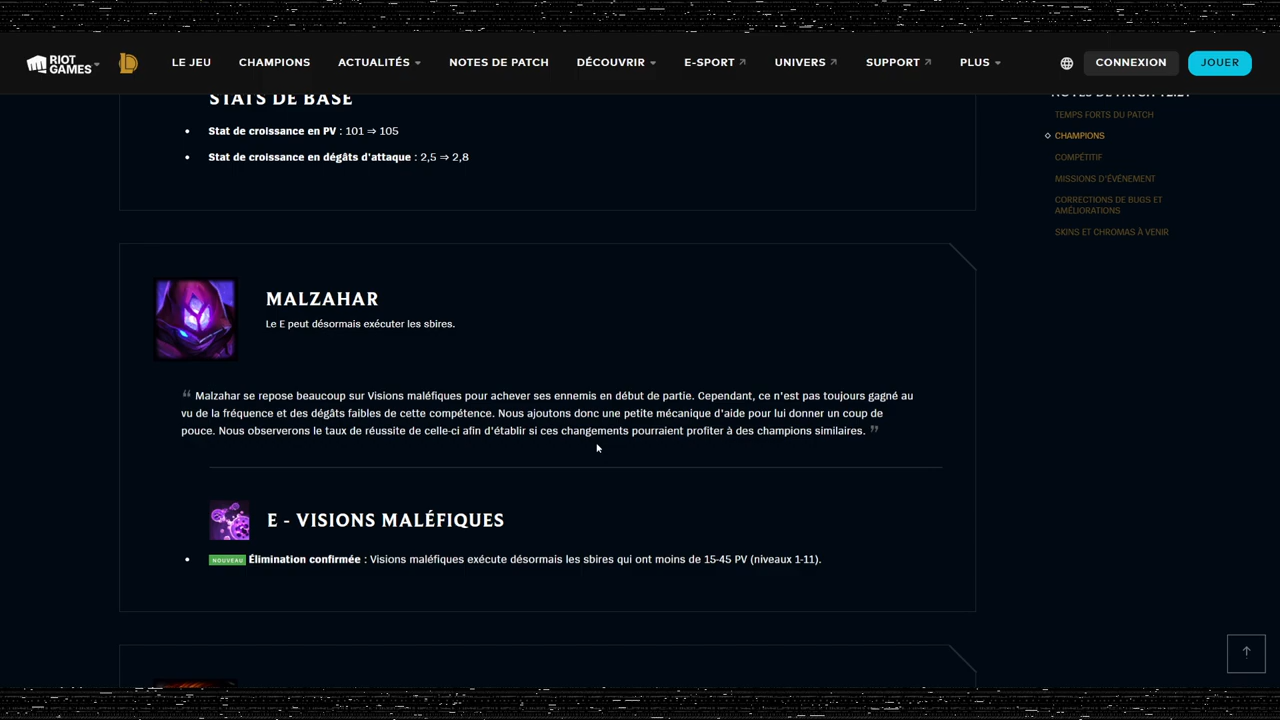 RIOT GAMES
LE JEU
CHAMPIONS
ACTUALITÉS
NOTES DE PATCH
DÉCOUVRIR
E-SPORT
UNIVERS
SUPPORT
PLUS
CONNEXION
JOUER
STATS DE BASE
Stat de croissance en PV : 101 ⇒ 105
Stat de croissance en dégâts d'attaque : 2,5 ⇒ 2,8
MALZAHAR
Le E peut désormais exécuter les sbires.
“ Malzahar se repose beaucoup sur Visions maléfiques pour achever ses ennemis en début de partie. Cependant, ce n'est pas toujours gagné au
vu de la fréquence et des dégâts faibles de cette compétence. Nous ajoutons donc une petite mécanique d'aide pour lui donner un coup de
pouce. Nous observerons le taux de réussite de celle-ci afin d'établir si ces changements pourraient profiter à des champions similaires. ”
E - VISIONS MALÉFIQUES
NOUVEAU Élimination confirmée : Visions maléfiques exécute désormais les sbires qui ont moins de 15-45 PV (niveaux 1-11).
NOTES DE PATCH
TEMPS FORTS DU PATCH
CHAMPIONS
COMPÉTITIF
MISSIONS D'ÉVÉNEMENT
CORRECTIONS DE BUGS ET
AMÉLIORATIONS
SKINS ET CHROMAS À VENIR